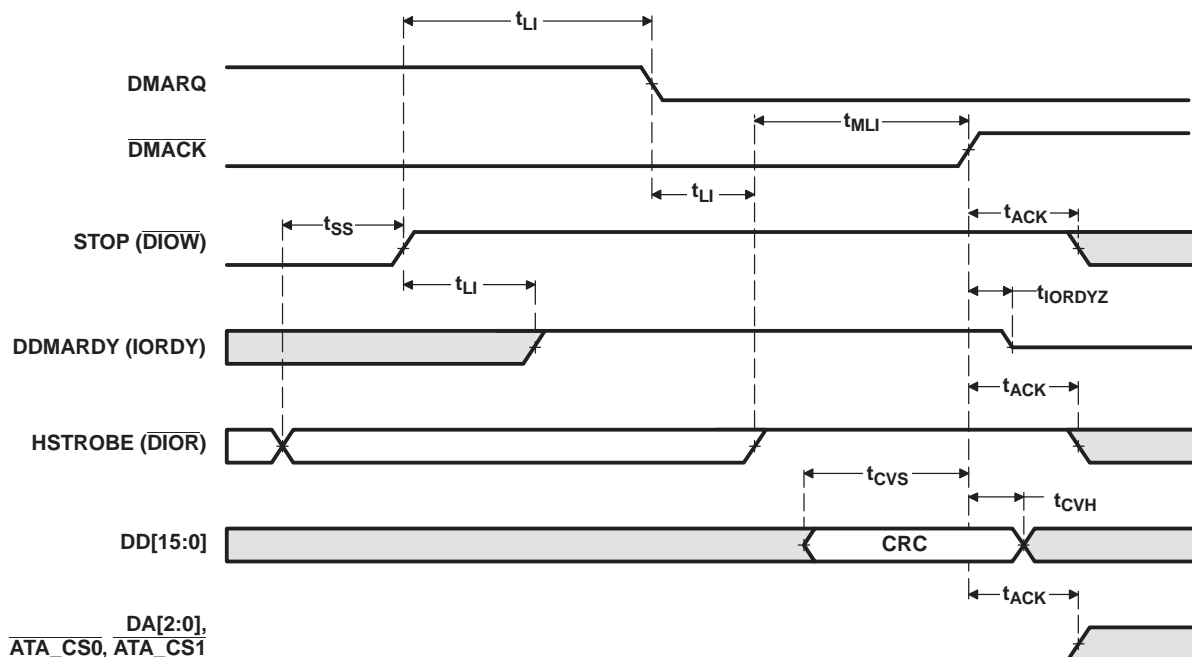 tLI
DMARQ
tMLI
DMACK
tLI
tSS
tACK
STOP (DIOW)
tLI
tIORDYZ
DDMARDY (IORDY)
tACK
HSTROBE (DIOR)
tCVS
tCVH
DD[15:0]
CRC
tACK
DA[2:0],
ATA_CS0, ATA_CS1